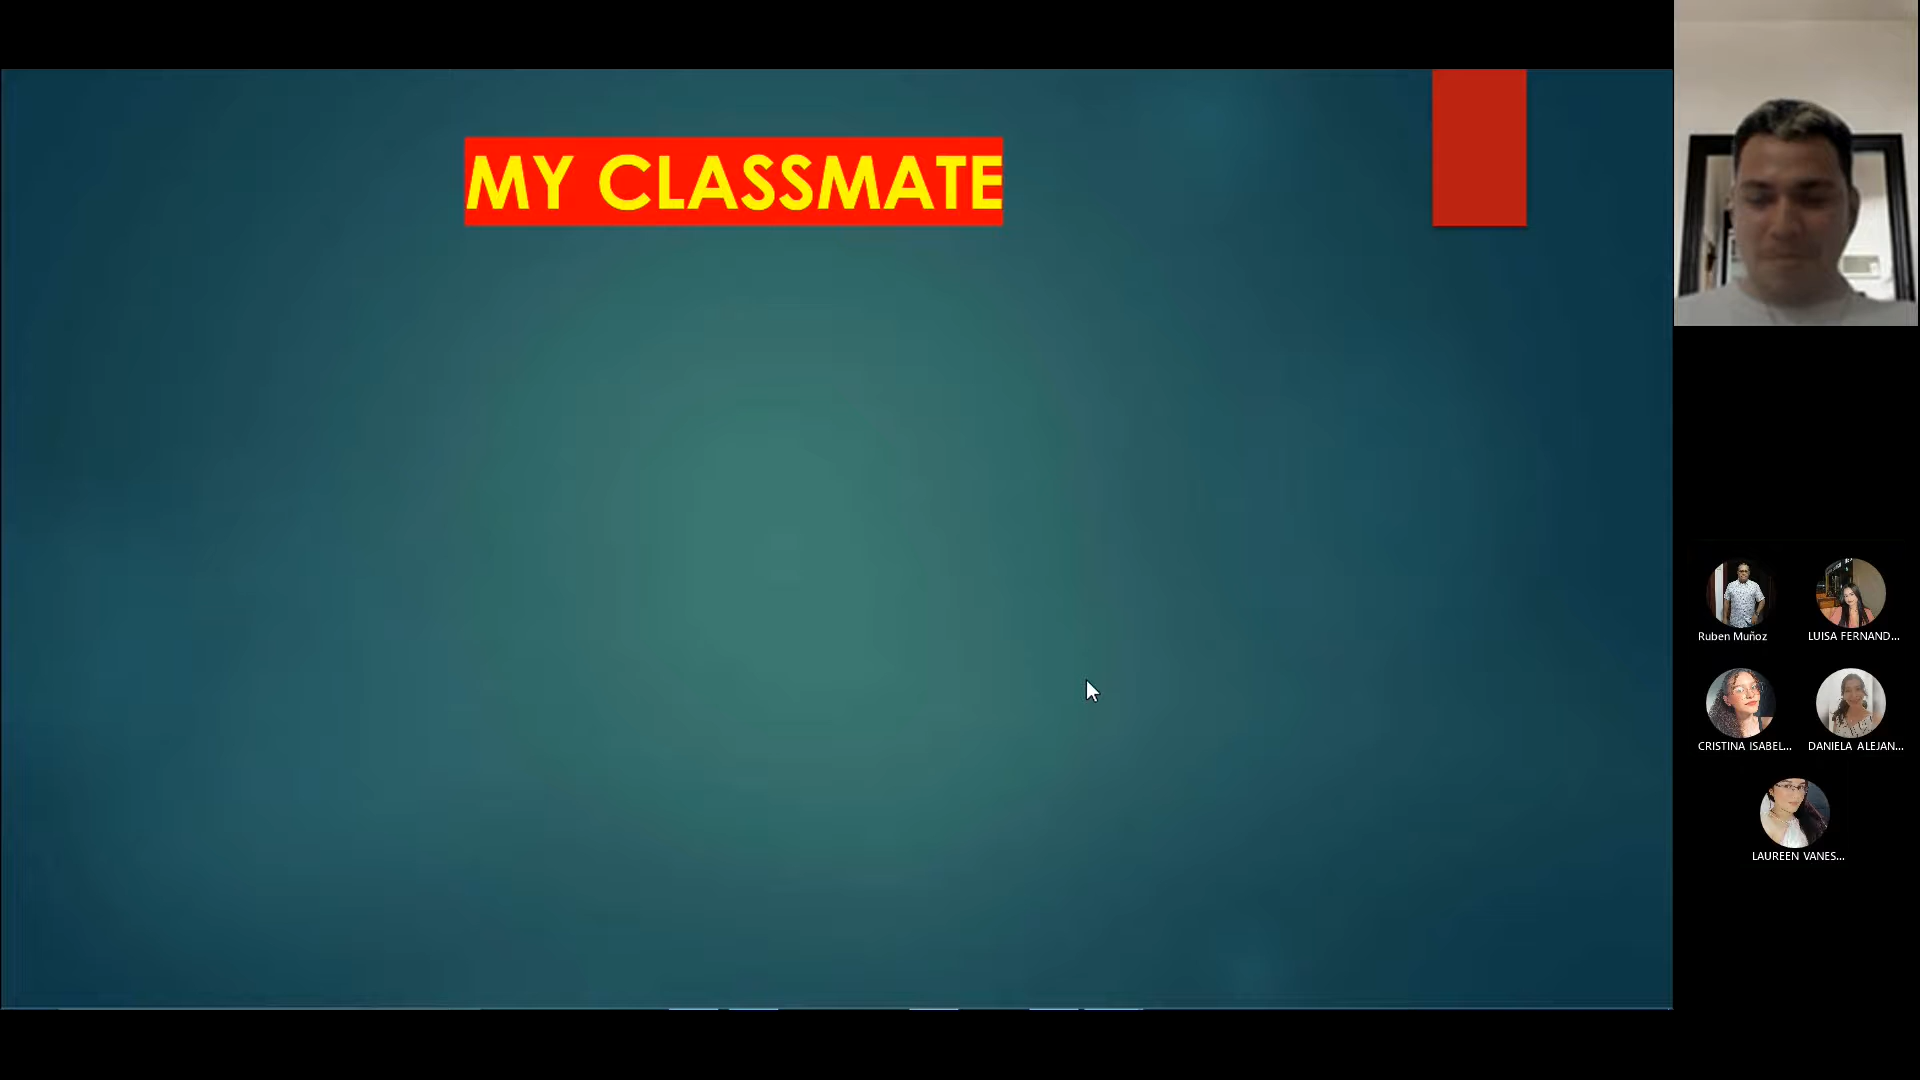 MY CLASSMATE
Ruben Muñoz
LUISA FERNAND...
CRISTINA ISABEL...
DANIELA ALEJAN...
LAUREEN VANES...